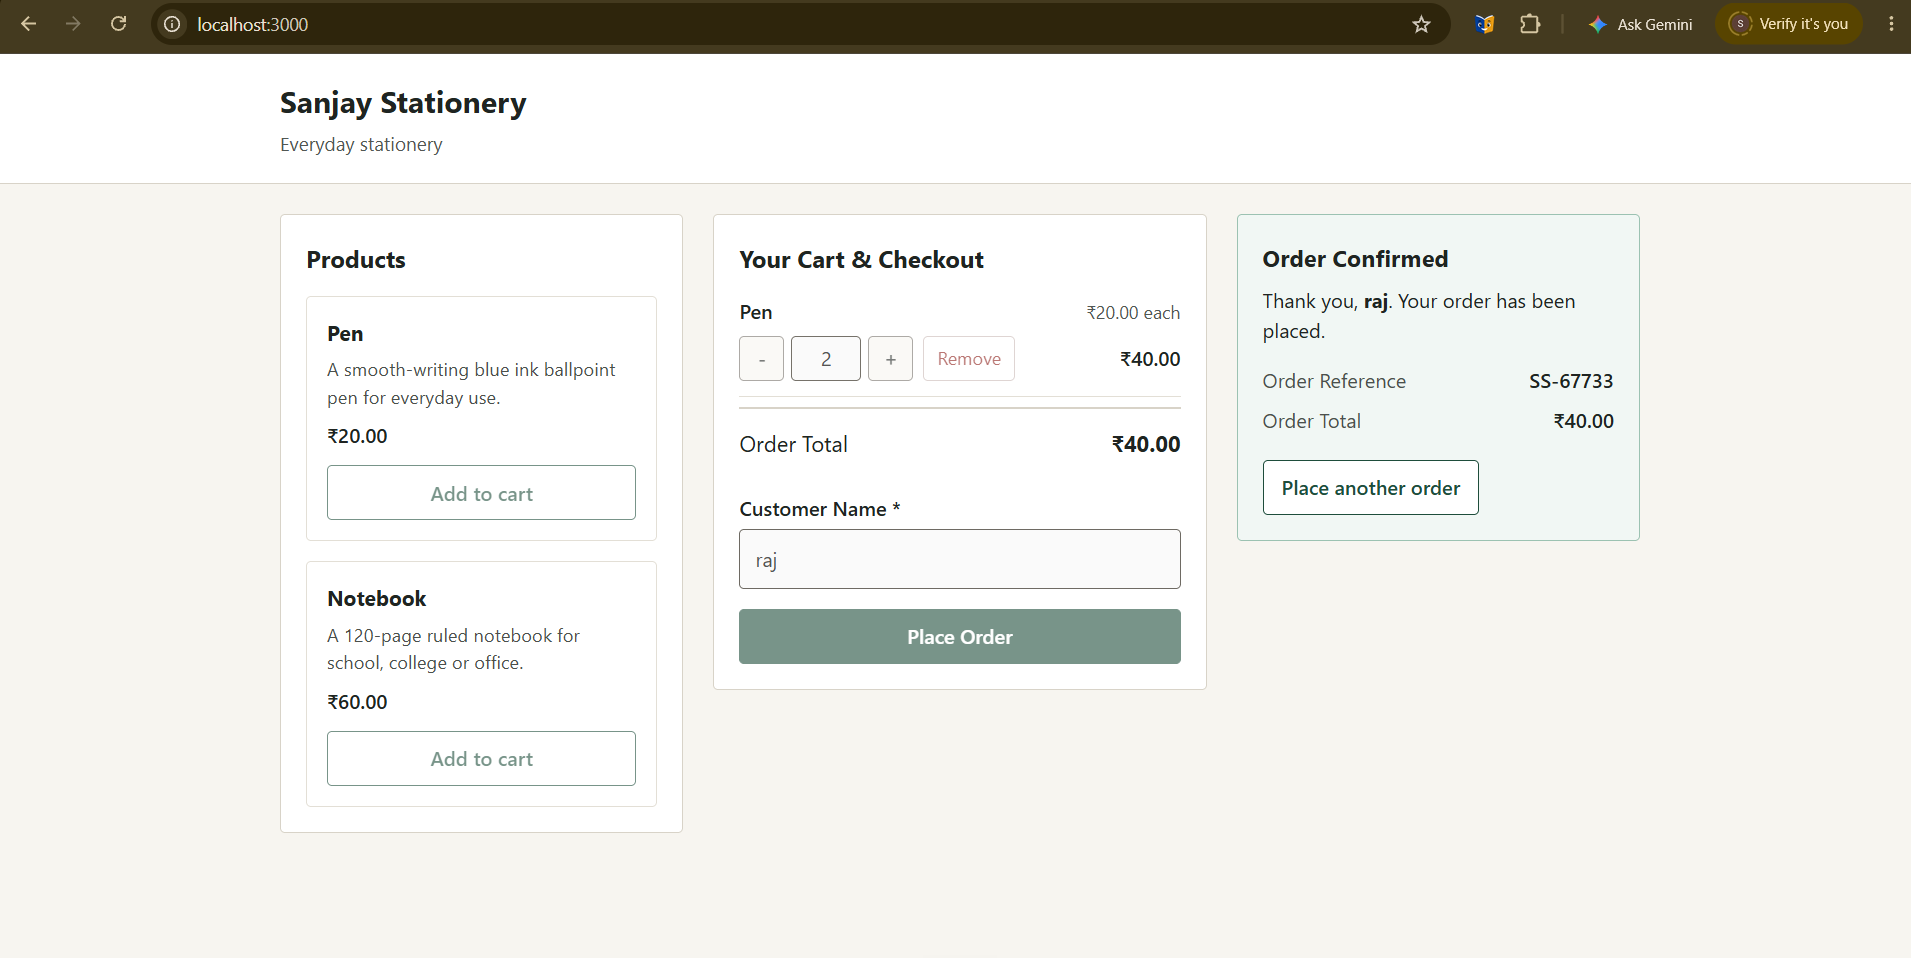 localhost:3000
Ask Gemini
S
Verify it's you
Sanjay Stationery
Everyday stationery
Products
Pen
A smooth-writing blue ink ballpoint
pen for everyday use.
₹20.00
Add to cart
Notebook
A 120-page ruled notebook for
school, college or office.
₹60.00
Add to cart
Your Cart & Checkout
Pen ₹20.00 each
- 2 + Remove ₹40.00
Order Total ₹40.00
Customer Name *
raj
Place Order
Order Confirmed
Thank you, raj. Your order has been
placed.
Order Reference SS-67733
Order Total ₹40.00
Place another order